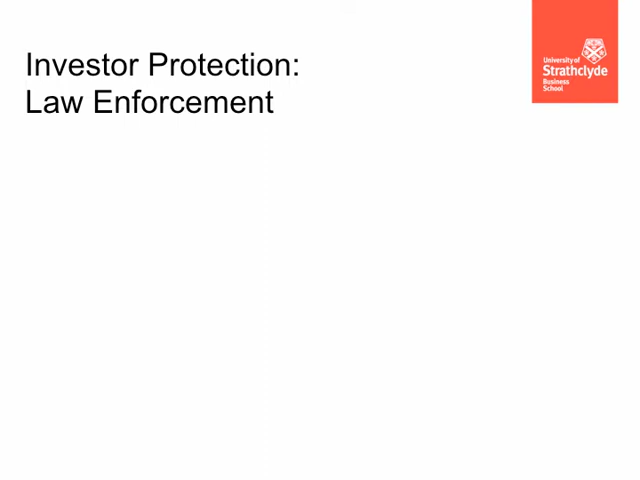 Investor Protection:
Law Enforcement
University of
Strathclyde
Business
School